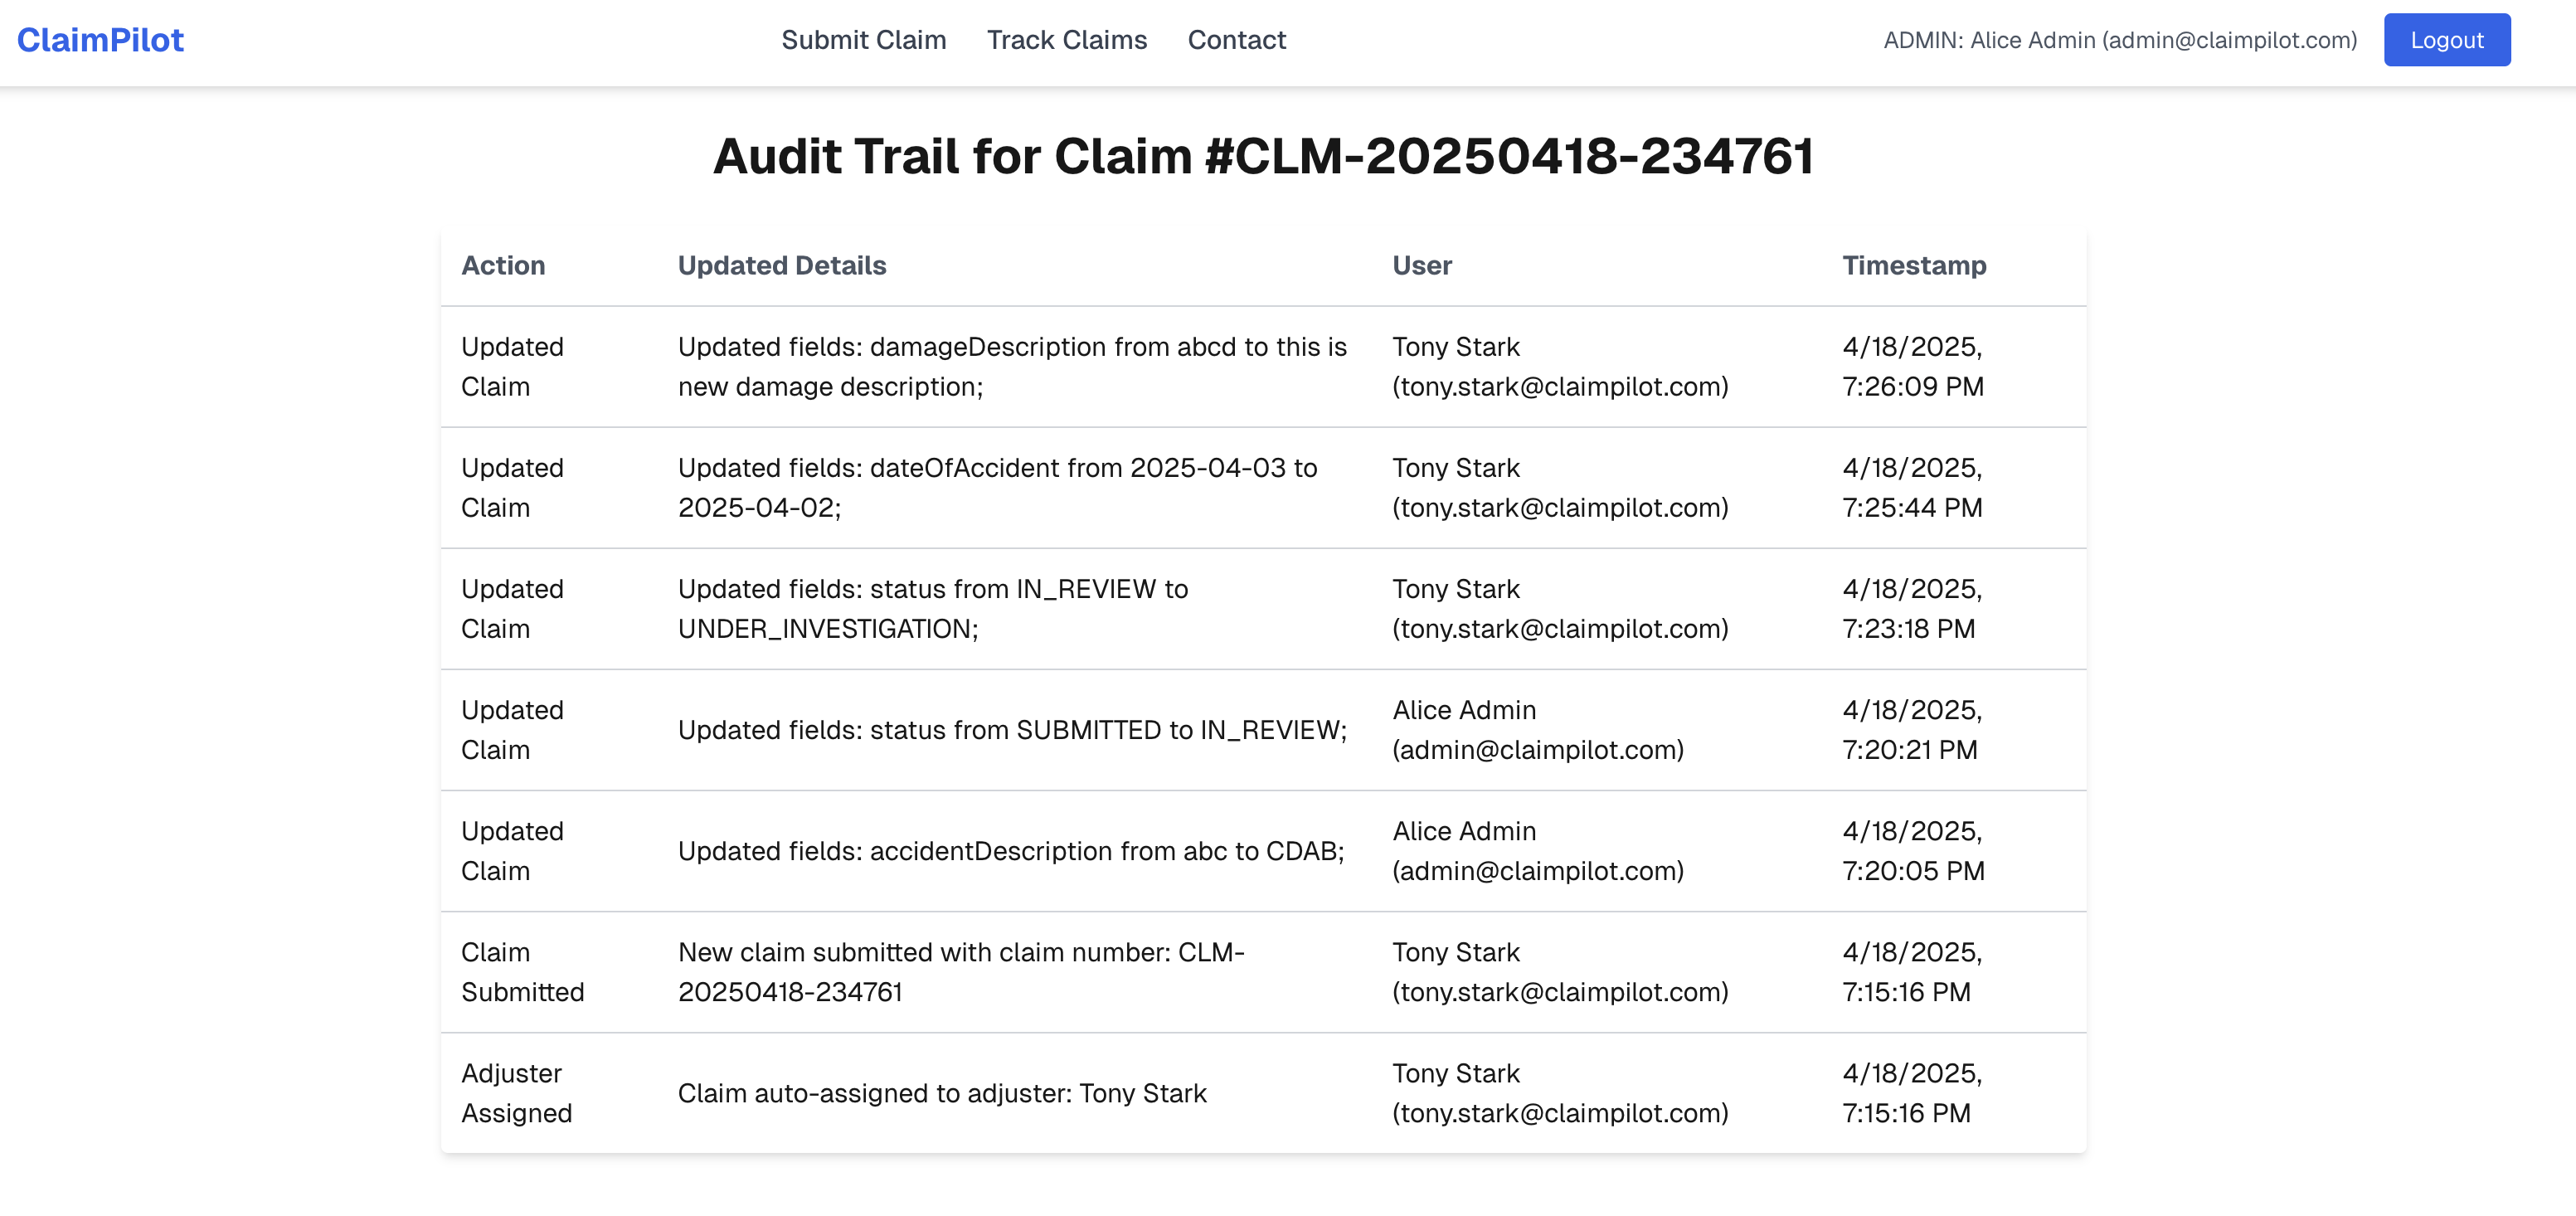 ClaimPilot
Submit Claim
Track Claims
Contact
ADMIN: Alice Admin (admin@claimpilot.com)
Logout
Audit Trail for Claim #CLM-20250418-234761
Action
Updated Details
User
Timestamp
Updated
Claim
Updated fields: damageDescription from abcd to this is
new damage description;
Tony Stark
(tony.stark@claimpilot.com)
4/18/2025,
7:26:09 PM
Updated
Claim
Updated fields: dateOfAccident from 2025-04-03 to
2025-04-02;
Tony Stark
(tony.stark@claimpilot.com)
4/18/2025,
7:25:44 PM
Updated
Claim
Updated fields: status from IN_REVIEW to
UNDER_INVESTIGATION;
Tony Stark
(tony.stark@claimpilot.com)
4/18/2025,
7:23:18 PM
Updated
Claim
Updated fields: status from SUBMITTED to IN_REVIEW;
Alice Admin
(admin@claimpilot.com)
4/18/2025,
7:20:21 PM
Updated
Claim
Updated fields: accidentDescription from abc to CDAB;
Alice Admin
(admin@claimpilot.com)
4/18/2025,
7:20:05 PM
Claim
Submitted
New claim submitted with claim number: CLM-
20250418-234761
Tony Stark
(tony.stark@claimpilot.com)
4/18/2025,
7:15:16 PM
Adjuster
Assigned
Claim auto-assigned to adjuster: Tony Stark
Tony Stark
(tony.stark@claimpilot.com)
4/18/2025,
7:15:16 PM